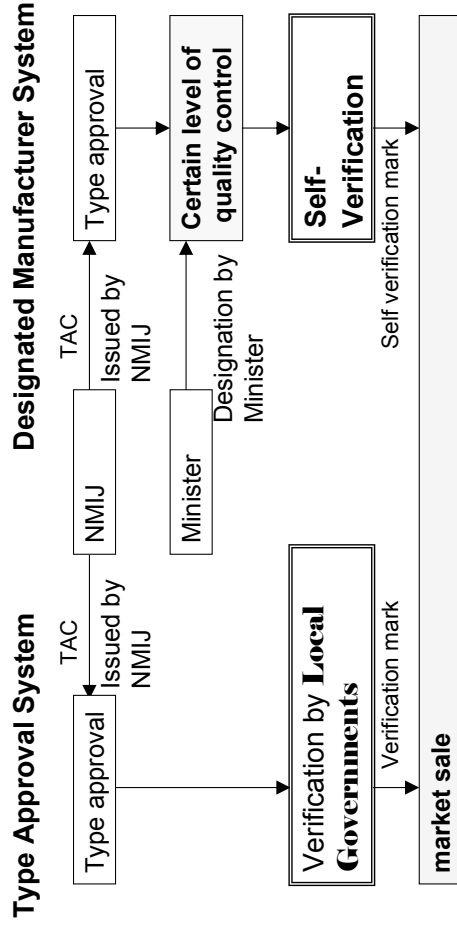 Type Approval System
Designated Manufacturer System
Type approval
TAC
Issued by
NMIJ
NMIJ
TAC
Issued by
NMIJ
Type approval
Minister
Designation by
Minister
Certain level of
quality control
Verification by Local
Governments
Self-
Verification
Verification mark
Self verification mark
market sale